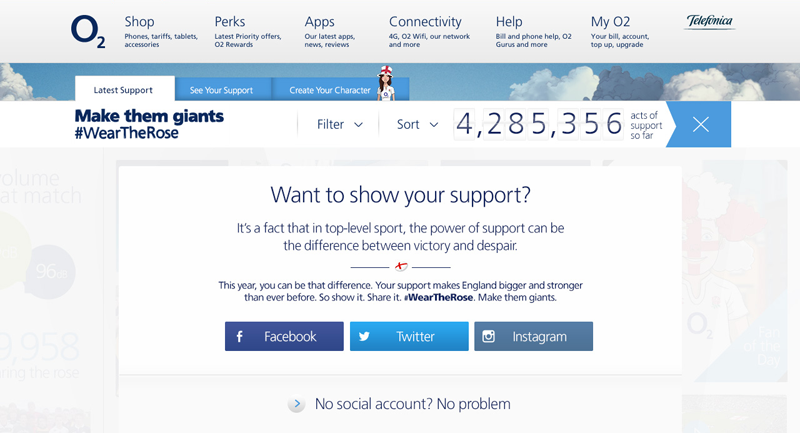 O2
Shop
Phones, tariffs, tablets,
accessories
Perks
Latest Priority offers,
O2 Rewards
Apps
Our latest apps,
news, reviews
Connectivity
4G, O2 Wifi, our network
and more
Help
Bill and phone help, O2
Gurus and more
My O2
Your bill, account,
top up, upgrade
Telefónica
Latest Support
See Your Support
Create Your Character
Make them giants
#WearTheRose
Filter
Sort
4,285,356
acts of
support
so far
volume
at match
96
Want to show your support?
It's a fact that in top-level sport, the power of support can be
the difference between victory and despair.
This year, you can be that difference. Your support makes England bigger and stronger
than ever before. So show it. Share it. #WearTheRose. Make them giants.
Facebook
Twitter
Instagram
O2
Fan
of the
Day
9,958
ring the rose
No social account? No problem